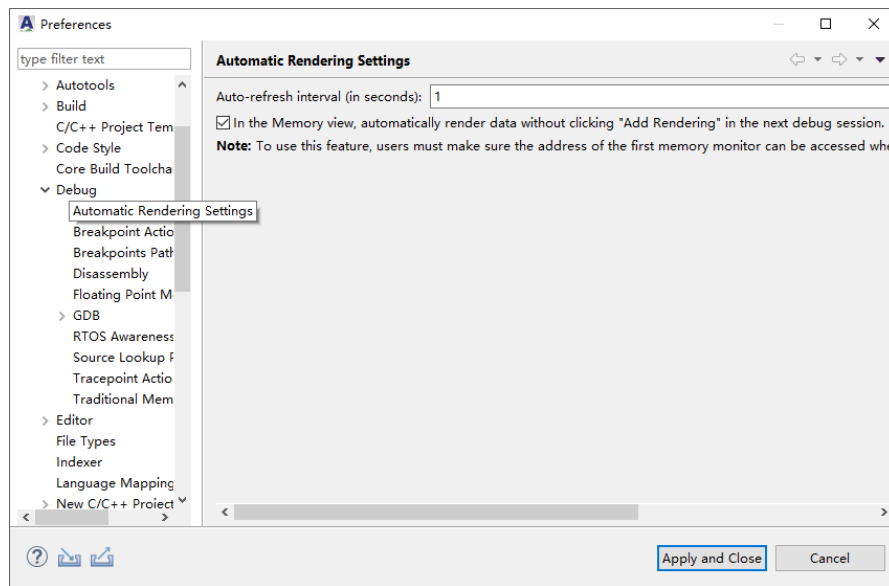 Preferences
type filter text
Autotools
Build
C/C++ Project Tem
Code Style
Core Build Toolcha
Debug
Automatic Rendering Settings
Breakpoint Actio
Breakpoints Path
Disassembly
Floating Point M
GDB
RTOS Awareness
Source Lookup P
Tracepoint Actio
Traditional Mem
Editor
File Types
Indexer
Language Mapping
New C/C++ Project
Automatic Rendering Settings
Auto-refresh interval (in seconds): 1
In the Memory view, automatically render data without clicking "Add Rendering" in the next debug session.
Note: To use this feature, users must make sure the address of the first memory monitor can be accessed whe
Apply and Close
Cancel